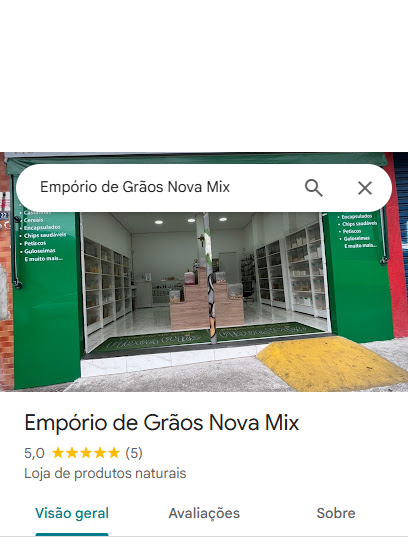 Empório de Grãos Nova Mix
Castanhas
• Cereais
• Encapsulados
• Chips saudáveis
• Petiscos
• Guloseimas
E muito mais...
• Encapsulados
• Chips saudáveis
• Petiscos
• Guloseimas
E muito mais...
Empório de Grãos Nova Mix
5,0 ★★★★★ (5)
Loja de produtos naturais
Visão geral Avaliações Sobre